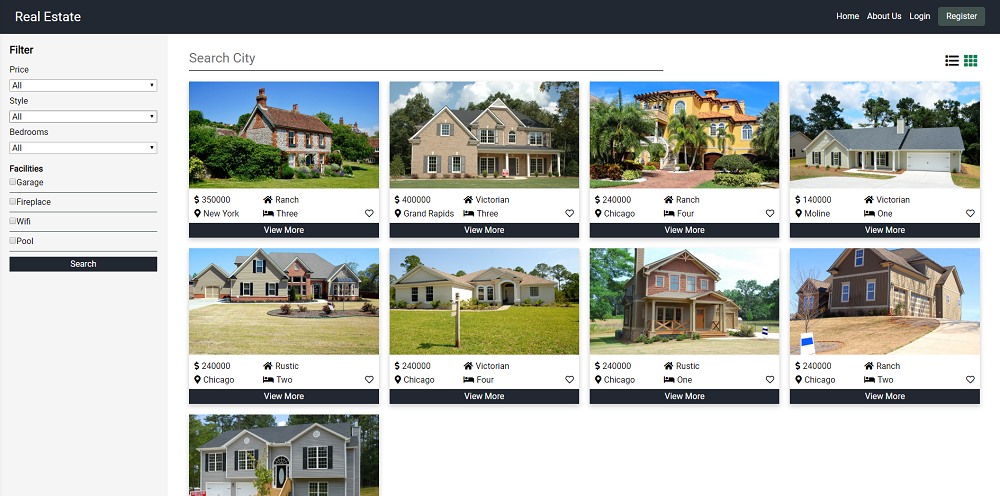 Real Estate
Home About Us Login Register
Filter
Price
All
Style
All
Bedrooms
All
Facilities
Garage
Fireplace
Wifi
Pool
Search
Search City
$ 350000 Ranch
New York Three
View More
$ 400000 Victorian
Grand Rapids Three
View More
$ 240000 Ranch
Chicago Four
View More
$ 140000 Victorian
Moline One
View More
$ 240000 Rustic
Chicago Two
View More
$ 240000 Victorian
Chicago Four
View More
$ 240000 Rustic
Chicago One
View More
$ 240000 Ranch
Chicago Two
View More